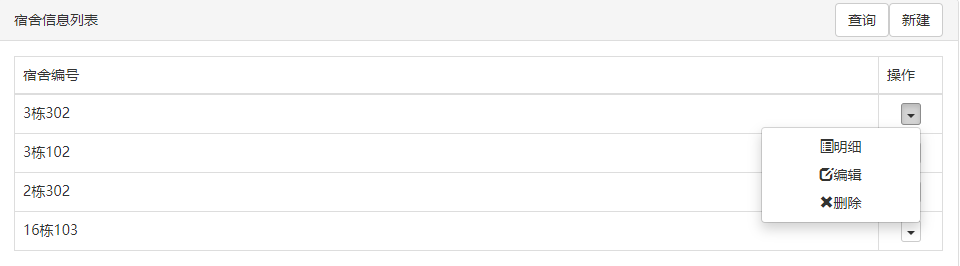 宿舍信息列表 查询 新建
宿舍编号 操作
3栋302
3栋102
明细
2栋302
编辑
删除
16栋103